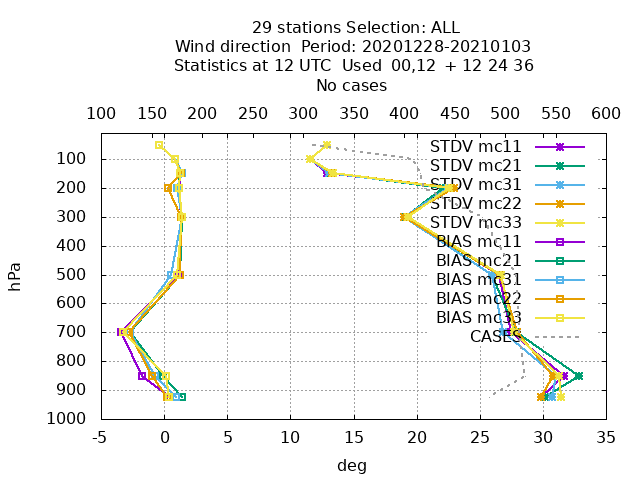 29 stations Selection: ALL
Wind direction  Period: 20201228-20210103
Statistics at 12 UTC  Used  00,12  + 12 24 36
No cases
100 150 200 250 300 350 400 450 500 550 600
STDV mc11
STDV mc21
STDV mc31
STDV mc22
STDV mc33
BIAS mc11
BIAS mc21
BIAS mc31
BIAS mc22
BIAS mc33
CASES
hPa
100
200
300
400
500
600
700
800
900
1000
-5 0 5 10 15 20 25 30 35
deg